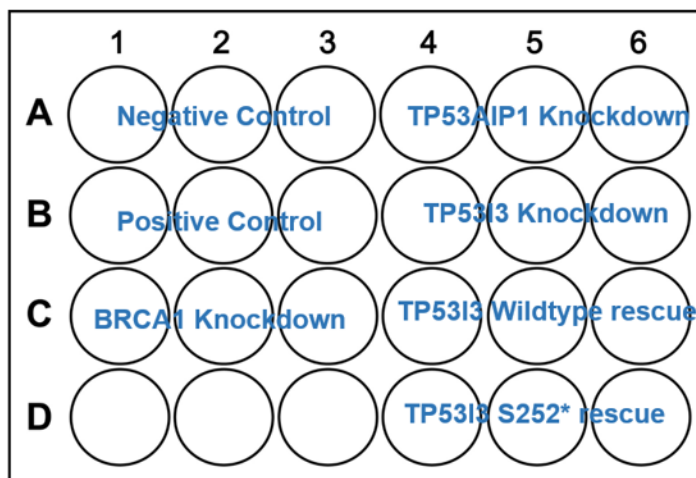 1 2 3 4 5 6
A Negative Control TP53AIP1 Knockdown
B Positive Control TP53I3 Knockdown
C BRCA1 Knockdown TP53I3 Wildtype rescue
D TP53I3 S252* rescue